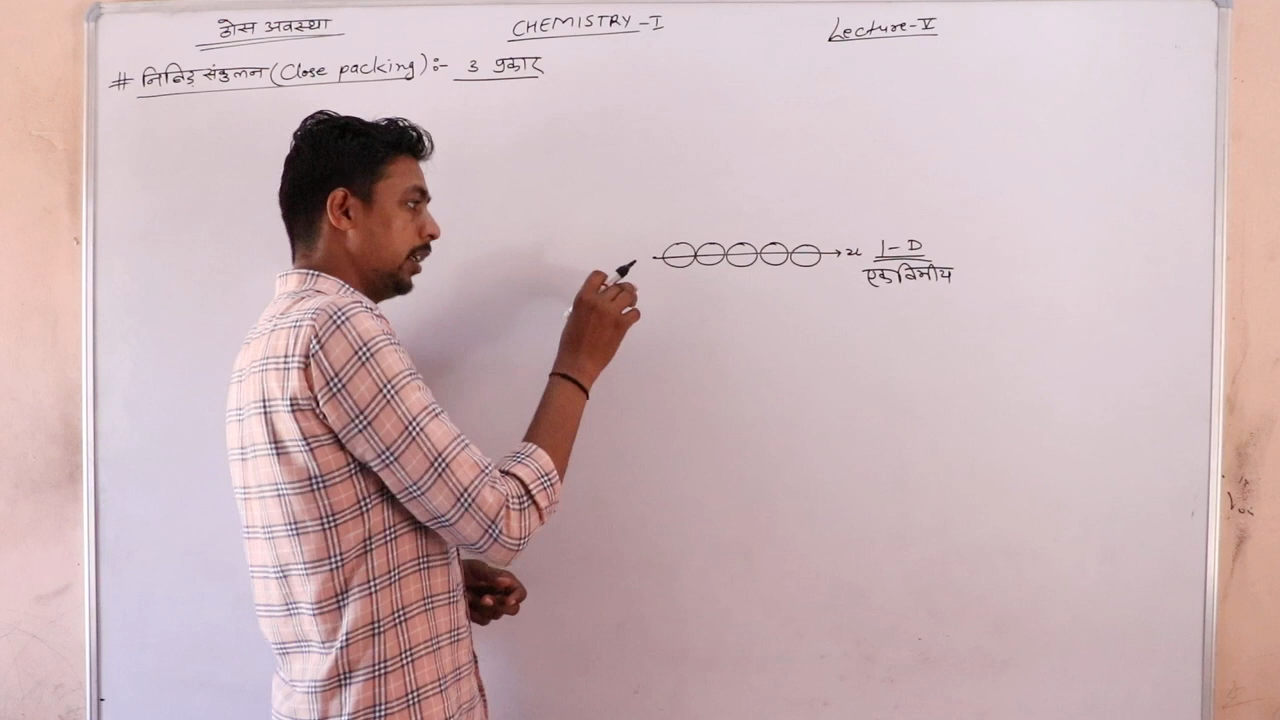 ठोस अवस्था CHEMISTRY-I Lecture-V
# निबिड़ संकुलन (Close packing) :- 3 प्रकार
x 1-D
एकविमीय